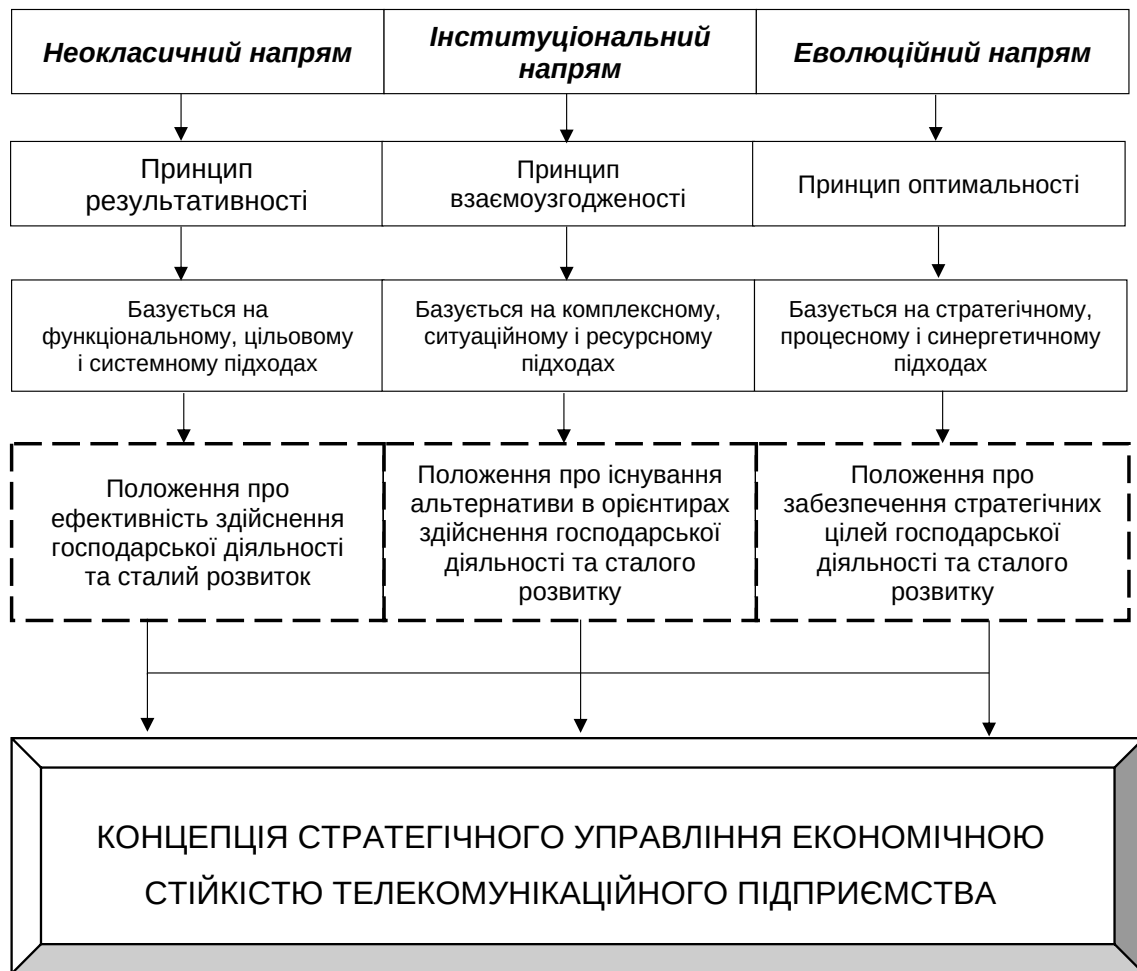 Неокласичний напрям
Інституціональний
напрям
Еволюційний напрям
Принцип
результативності
Принцип
взаємоузгодженості
Принцип оптимальності
Базується на
функціональному, цільовому
і системному підходах
Базується на комплексному,
ситуаційному і ресурсному
підходах
Базується на стратегічному,
процесному і синергетичному
підходах
Положення про
ефективність здійснення
господарської діяльності
та сталий розвиток
Положення про існування
альтернативи в орієнтирах
здійснення господарської
діяльності та сталого
розвитку
Положення про
забезпечення стратегічних
цілей господарської
діяльності та сталого
розвитку
КОНЦЕПЦІЯ СТРАТЕГІЧНОГО УПРАВЛІННЯ ЕКОНОМІЧНОЮ
СТІЙКІСТЮ ТЕЛЕКОМУНІКАЦІЙНОГО ПІДПРИЄМСТВА